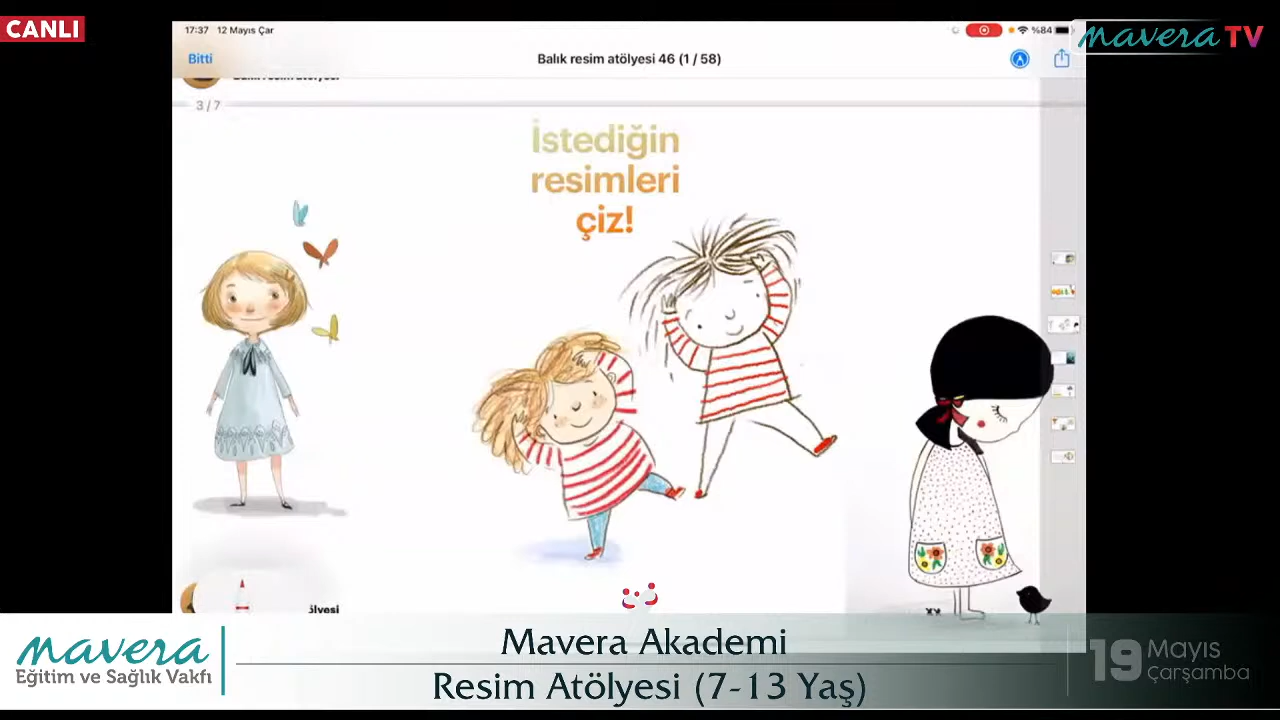 CANLI
17:37 12 Mayıs Çar
%84
mavera TV
Bitti
Balık resim atölyesi 46 (1 / 58)
3 / 7
İstediğin
resimleri
çiz!
mavera
Eğitim ve Sağlık Vakfı
Mavera Akademi
Resim Atölyesi (7-13 Yaş)
19 Mayıs
Çarşamba